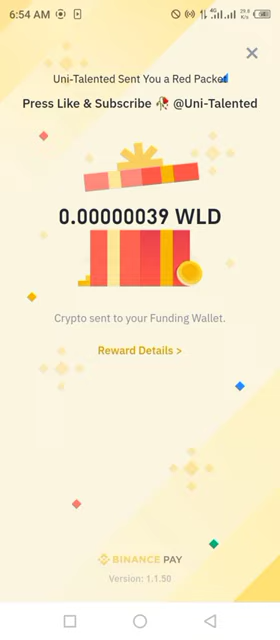 6:54 AM
Uni-Talented Sent You a Red Packet
Press Like & Subscribe 🥀 @Uni-Talented
0.00000039 WLD
Crypto sent to your Funding Wallet.
Reward Details >
BINANCE PAY
Version: 1.1.50